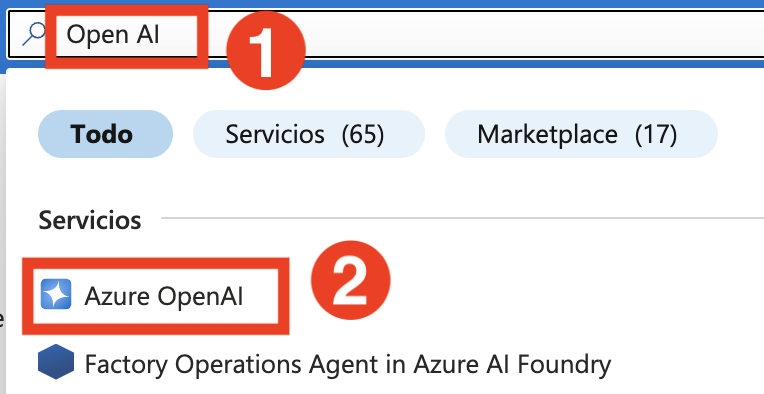 Open AI
1
Todo
Servicios (65)
Marketplace (17)
Servicios
Azure OpenAI
2
Factory Operations Agent in Azure AI Foundry